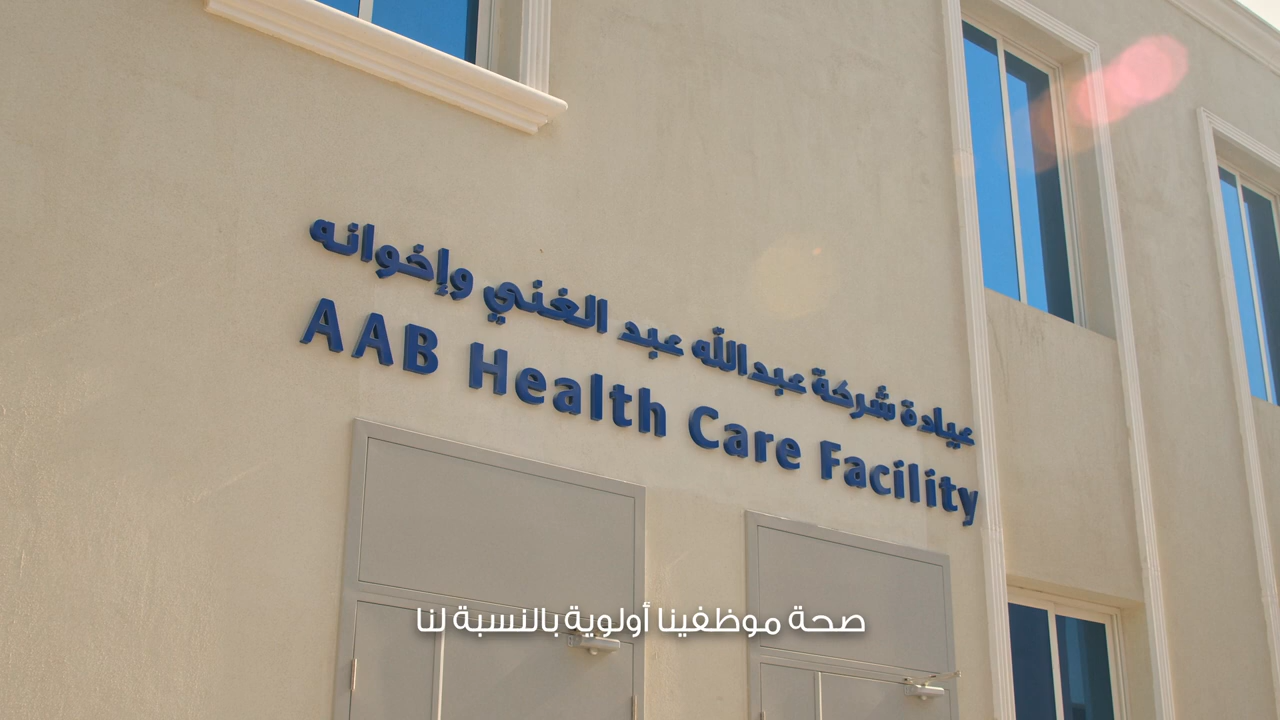 عيادة شركة عبدالله عبد الغني وإخوانه
AAB Health Care Facility
صحة موظفينا أولوية بالنسبة لنا